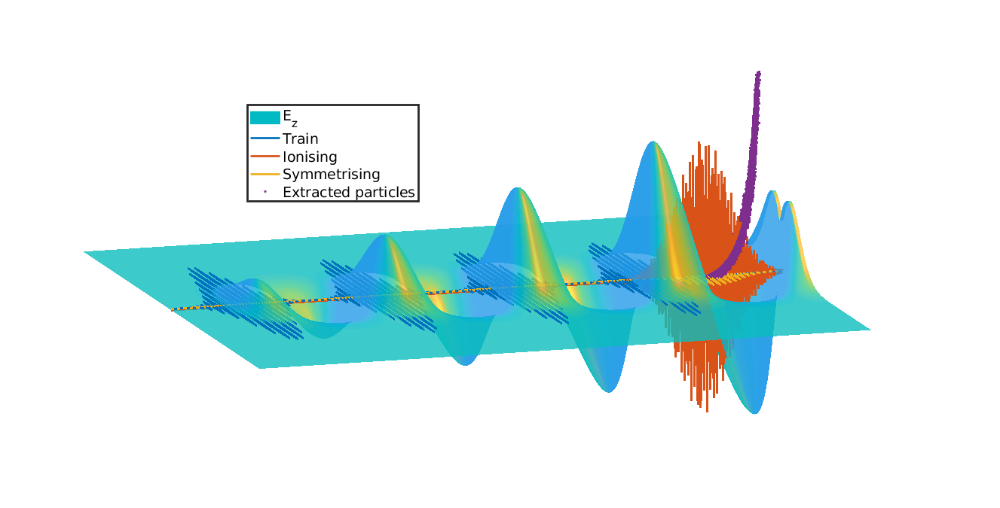 E_z
Train
Ionising
Symmetrising
Extracted particles